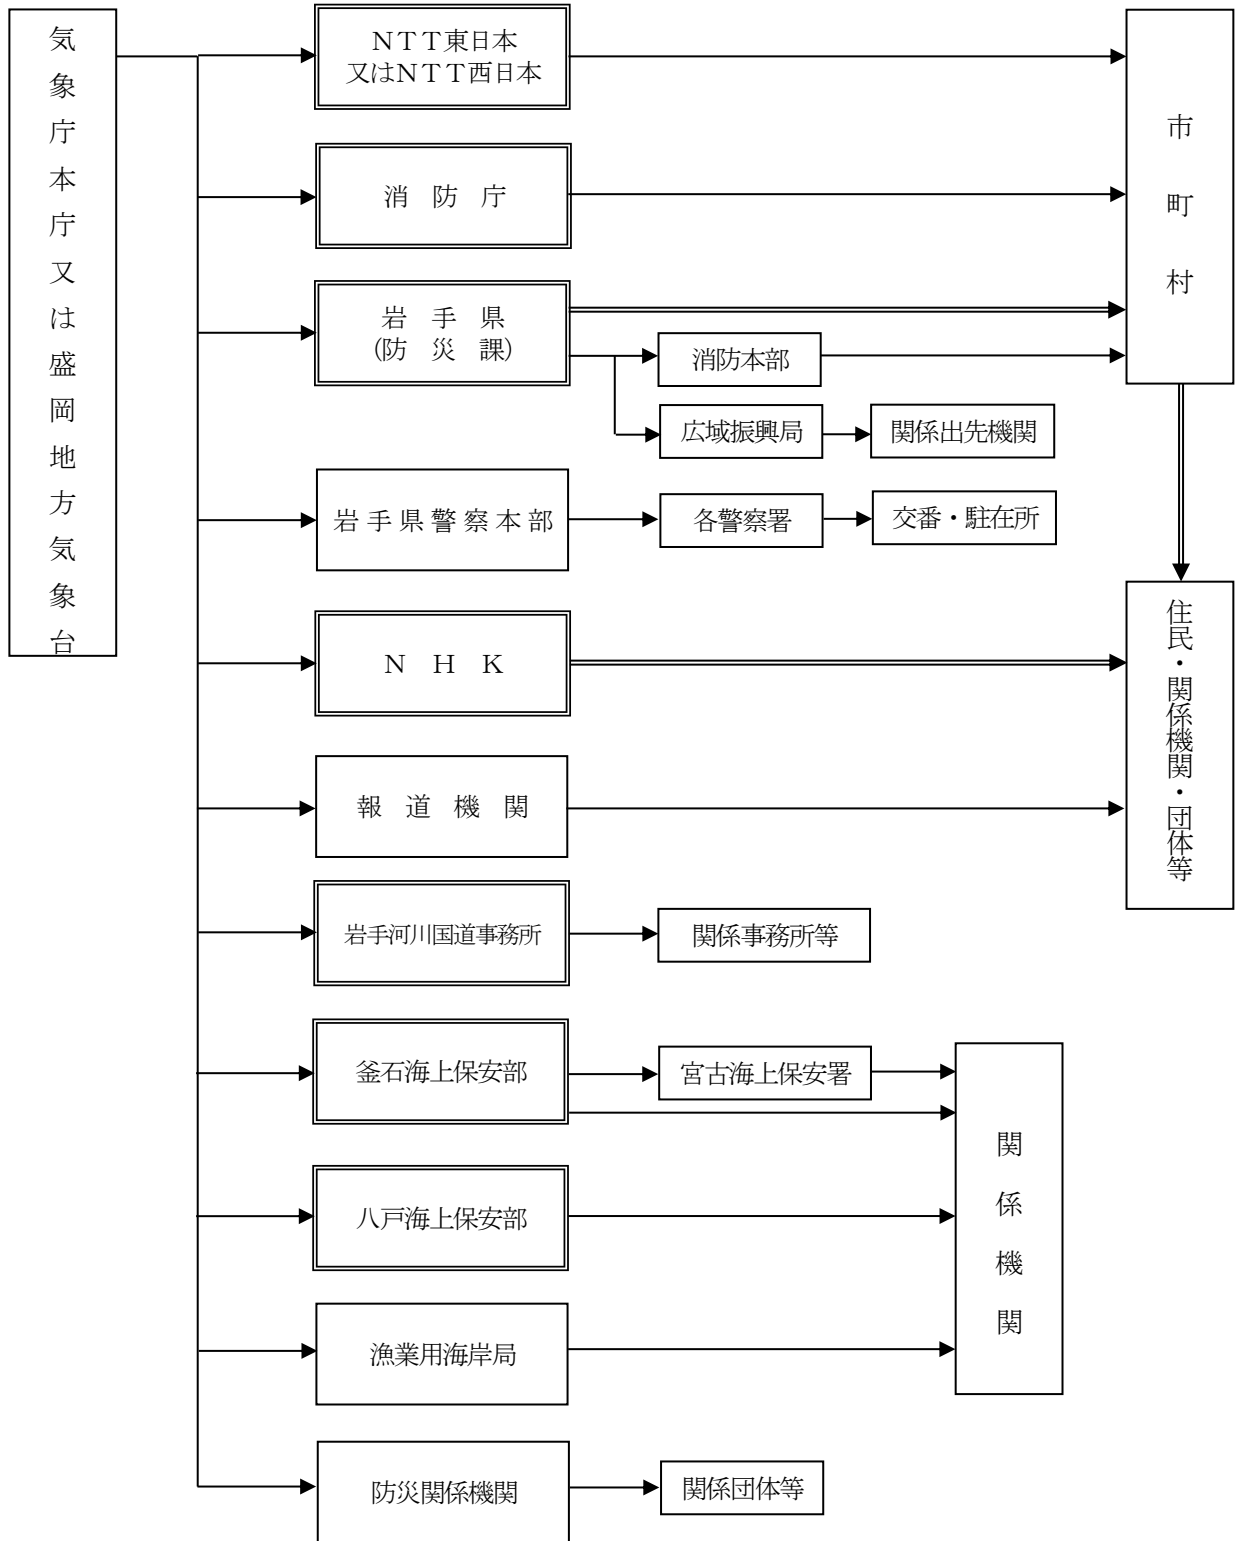 気象庁本庁又は盛岡地方気象台
ＮＴＴ東日本
又はＮＴＴ西日本
市町村
消　防　庁
岩　手　県
（防　災　課）
消防本部
広域振興局
関係出先機関
岩手県警察本部
各警察署
交番・駐在所
住民・関係機関・団体等
Ｎ　Ｈ　Ｋ
報　道　機　関
岩手河川国道事務所
関係事務所等
釜石海上保安部
宮古海上保安署
関係機関
八戸海上保安部
漁業用海岸局
防災関係機関
関係団体等